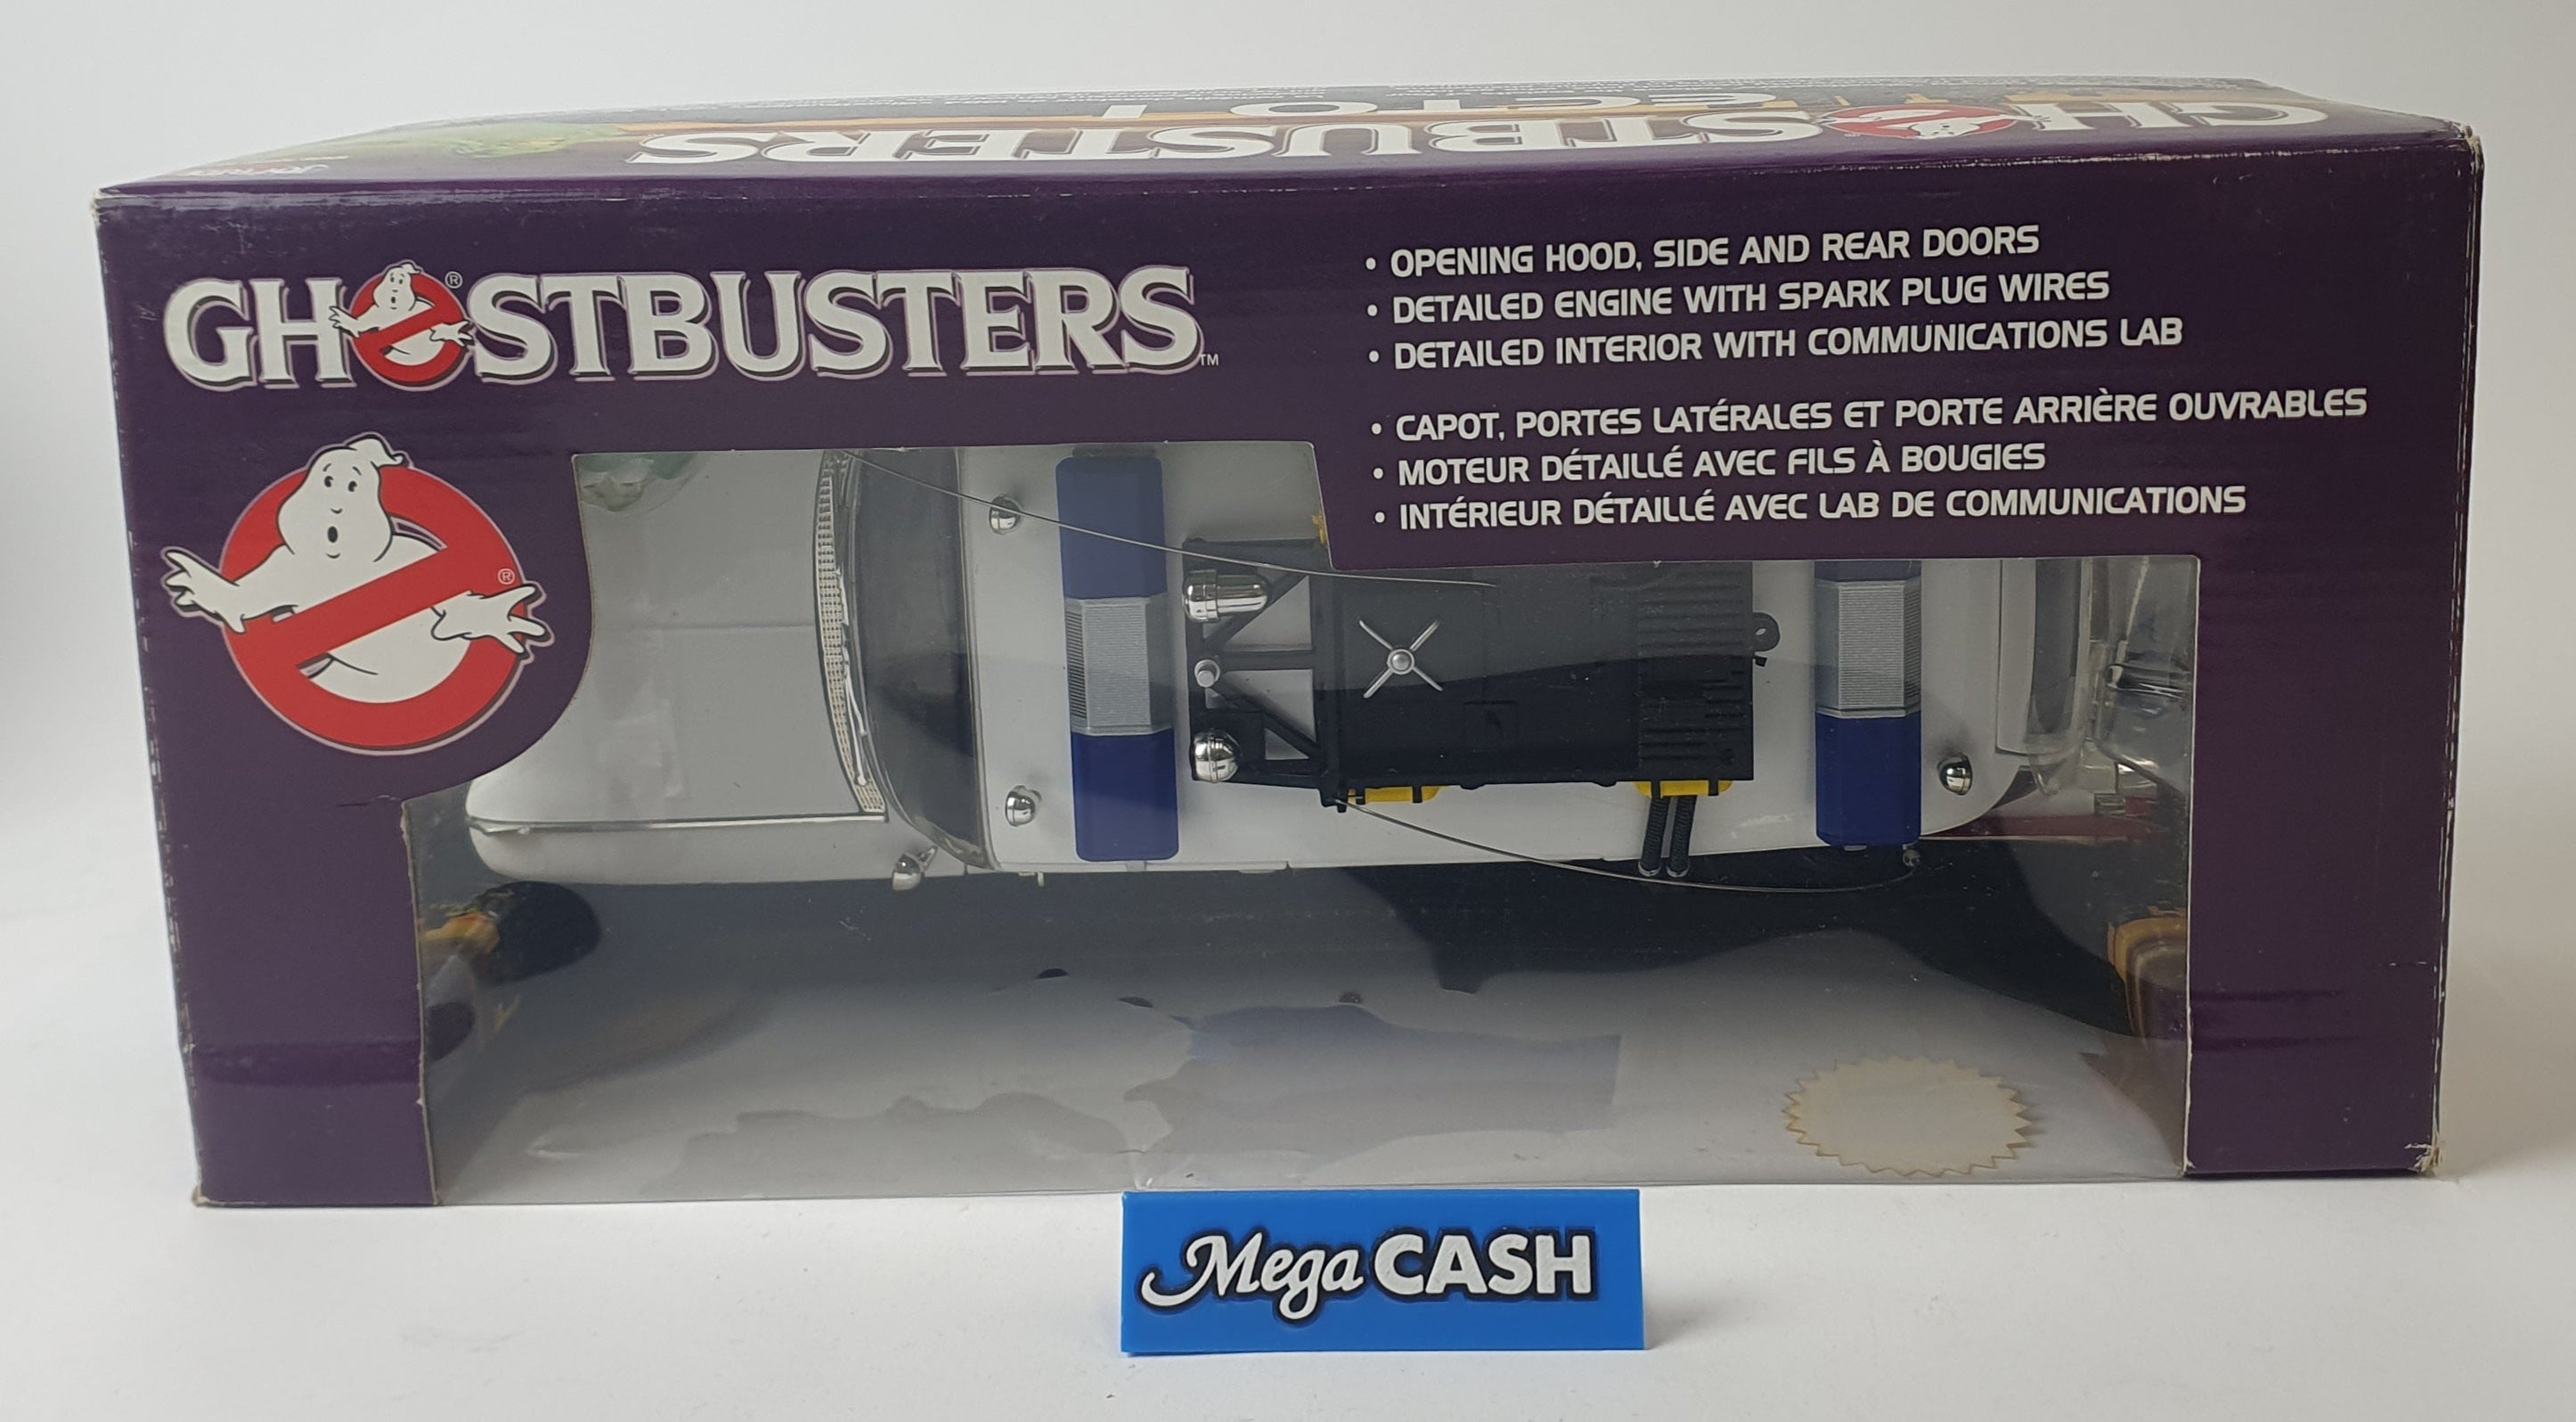 GHOSTBUSTERS
ECTO 1
GHOSTBUSTERS™
• OPENING HOOD, SIDE AND REAR DOORS
• DETAILED ENGINE WITH SPARK PLUG WIRES
• DETAILED INTERIOR WITH COMMUNICATIONS LAB
• CAPOT, PORTES LATÉRALES ET PORTE ARRIÈRE OUVRABLES
• MOTEUR DÉTAILLÉ AVEC FILS À BOUGIES
• INTÉRIEUR DÉTAILLÉ AVEC LAB DE COMMUNICATIONS
®
Mega CASH